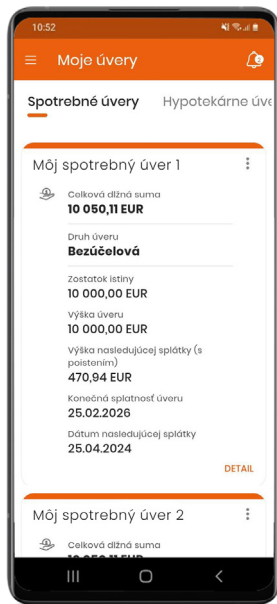 10:52
Moje úvery
Spotrebné úvery Hypotekárne úve
Môj spotrebný úver 1
Celková dlžná suma
10 050,11 EUR
Druh úveru
Bezúčelová
Zostatok istiny
10 000,00 EUR
Výška úveru
10 000,00 EUR
Výška nasledujúcej splátky (s
poistením)
470,94 EUR
Konečná splatnosť úveru
25.02.2026
Dátum nasledujúcej splátky
25.04.2024
DETAIL
Môj spotrebný úver 2
Celková dlžná suma